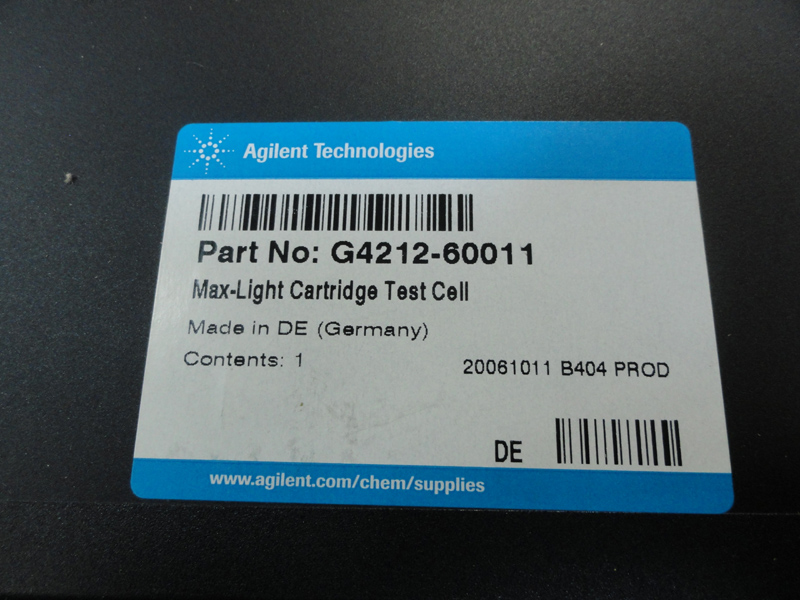 Agilent Technologies
Part No: G4212-60011
Max-Light Cartridge Test Cell
Made in DE (Germany)
Contents: 1
20061011 B404 PROD
DE
www.agilent.com/chem/supplies